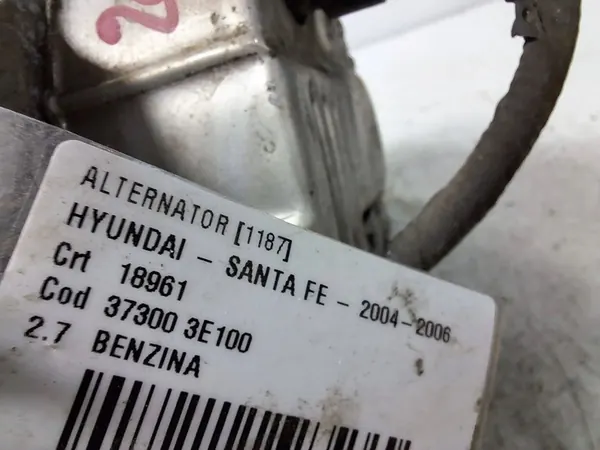 ALTERNATOR [1187]
HYUNDAI - SANTA FE - 2004-2006
Crt 18961
Cod 37300 3E100
2.7 BENZINA